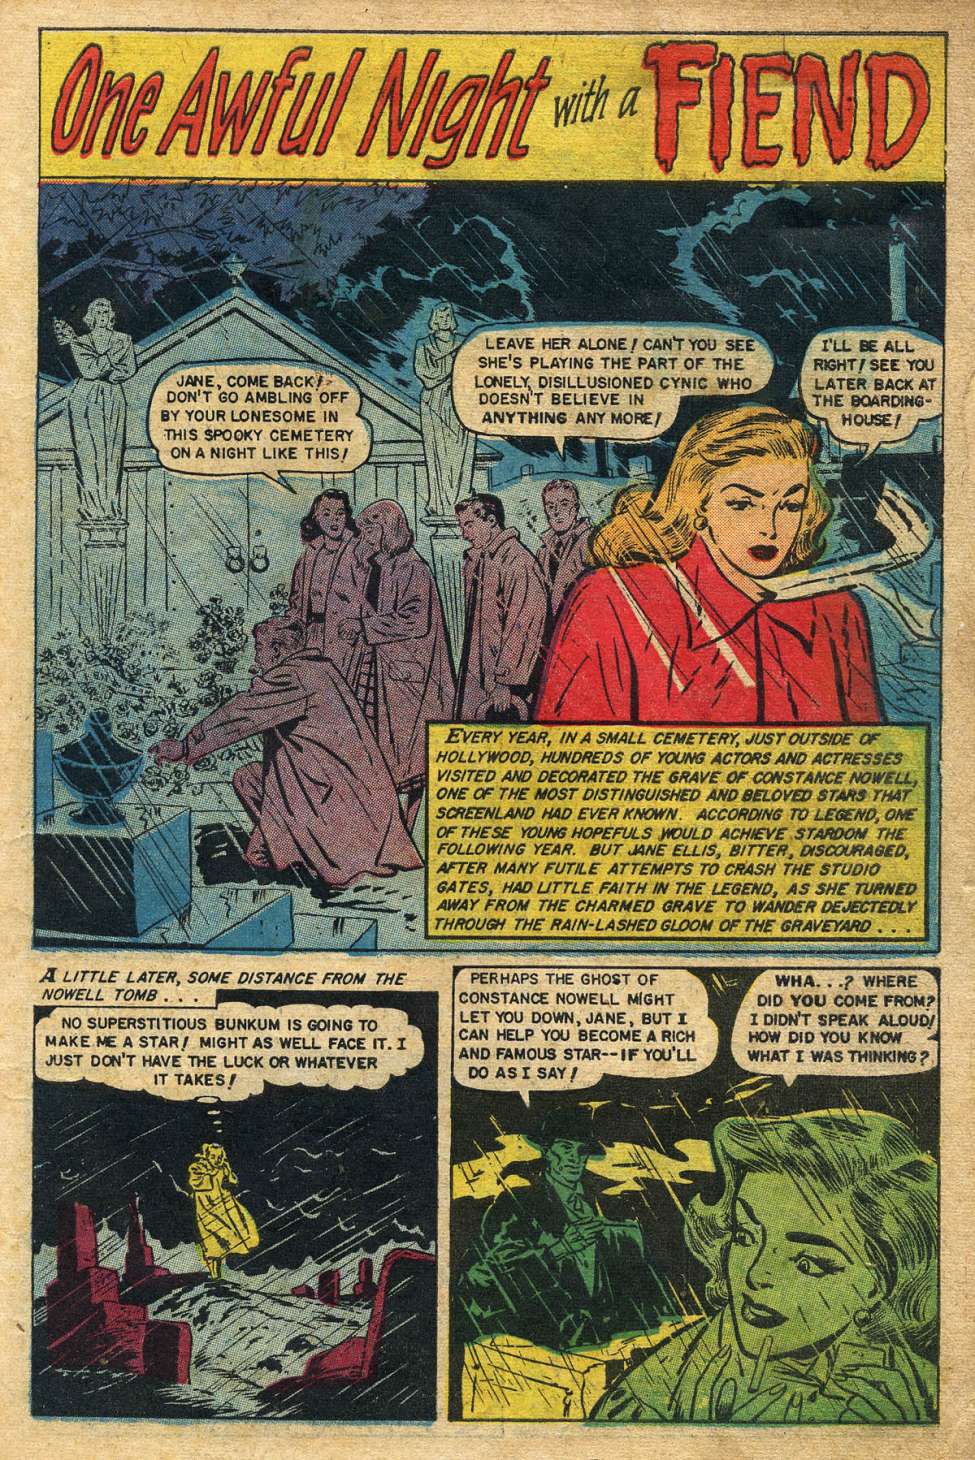 One Awful Night with a FIEND
JANE, COME BACK!
DON'T GO AMBLING OFF
BY YOUR LONESOME IN
THIS SPOOKY CEMETERY
ON A NIGHT LIKE THIS!
LEAVE HER ALONE! CAN'T YOU SEE
SHE'S PLAYING THE PART OF THE
LONELY, DISILLUSIONED CYNIC WHO
DOESN'T BELIEVE IN
ANYTHING ANY MORE!
I'LL BE ALL
RIGHT! SEE YOU
LATER BACK AT
THE BOARDING-
HOUSE!
EVERY YEAR, IN A SMALL CEMETERY, JUST OUTSIDE OF
HOLLYWOOD, HUNDREDS OF YOUNG ACTORS AND ACTRESSES
VISITED AND DECORATED THE GRAVE OF CONSTANCE NOWELL,
ONE OF THE MOST DISTINGUISHED AND BELOVED STARS THAT
SCREENLAND HAD EVER KNOWN. ACCORDING TO LEGEND, ONE
OF THESE YOUNG HOPEFULS WOULD ACHIEVE STARDOM THE
FOLLOWING YEAR. BUT JANE ELLIS, BITTER, DISCOURAGED,
AFTER MANY FUTILE ATTEMPTS TO CRASH THE STUDIO
GATES, HAD LITTLE FAITH IN THE LEGEND, AS SHE TURNED
AWAY FROM THE CHARMED GRAVE TO WANDER DEJECTEDLY
THROUGH THE RAIN-LASHED GLOOM OF THE GRAVEYARD . . .
A LITTLE LATER, SOME DISTANCE FROM THE
NOWELL TOMB . . .
NO SUPERSTITIOUS BUNKUM IS GOING TO
MAKE ME A STAR! MIGHT AS WELL FACE IT. I
JUST DON'T HAVE THE LUCK OR WHATEVER
IT TAKES!
PERHAPS THE GHOST OF
CONSTANCE NOWELL MIGHT
LET YOU DOWN, JANE, BUT I
CAN HELP YOU BECOME A RICH
AND FAMOUS STAR--IF YOU'LL
DO AS I SAY!
WHA...? WHERE
DID YOU COME FROM?
I DIDN'T SPEAK ALOUD!
HOW DID YOU KNOW
WHAT I WAS THINKING?